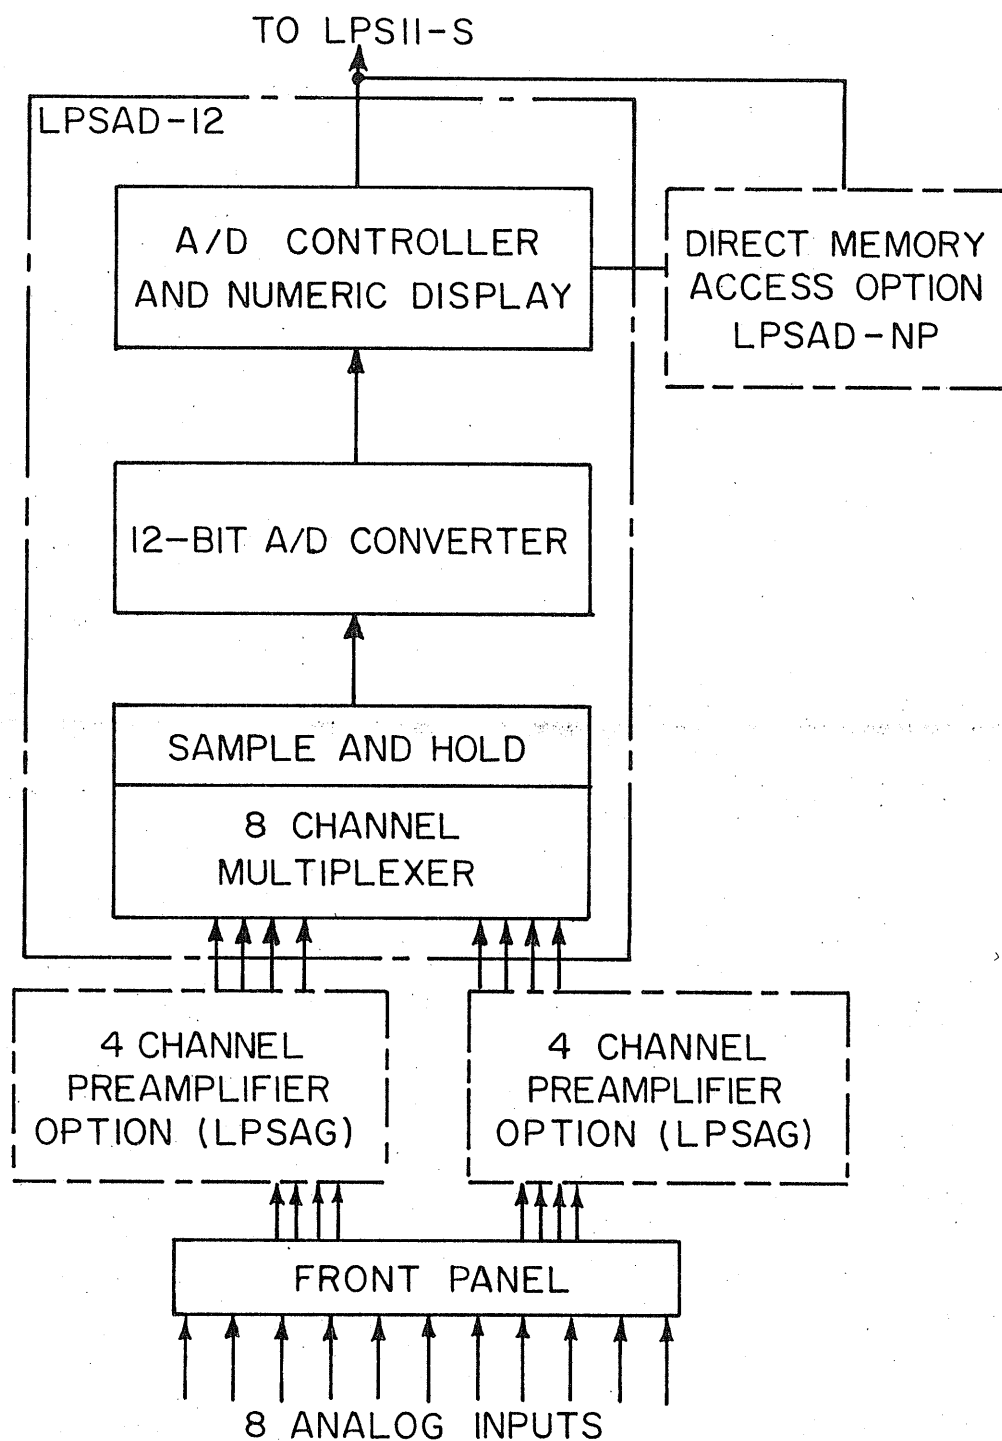 TO LPS11-S
LPSAD-12
A/D CONTROLLER
AND NUMERIC DISPLAY
DIRECT MEMORY
ACCESS OPTION
LPSAD-NP
12-BIT A/D CONVERTER
SAMPLE AND HOLD
8 CHANNEL
MULTIPLEXER
4 CHANNEL
PREAMPLIFIER
OPTION (LPSAG)
4 CHANNEL
PREAMPLIFIER
OPTION (LPSAG)
FRONT PANEL
8 ANALOG INPUTS